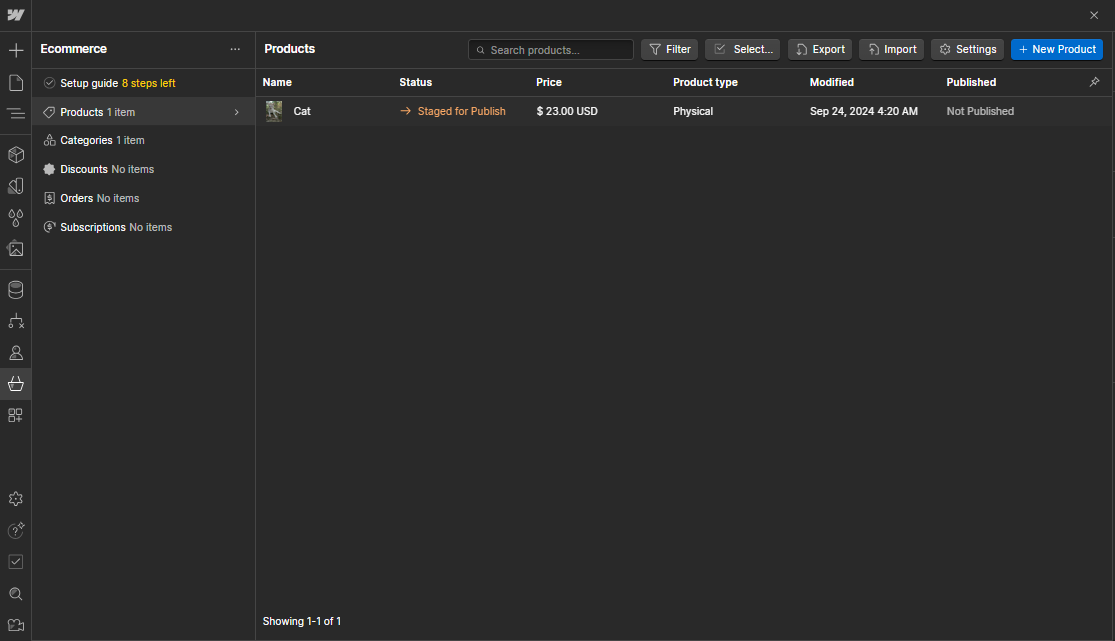 Ecommerce
Setup guide 8 steps left
Products 1 item
Categories 1 item
Discounts No items
Orders No items
Subscriptions No items
Products
Search products...
Filter
Select...
Export
Import
Settings
+ New Product
Name Status Price Product type Modified Published
Cat → Staged for Publish $ 23.00 USD Physical Sep 24, 2024 4:20 AM Not Published
Showing 1-1 of 1